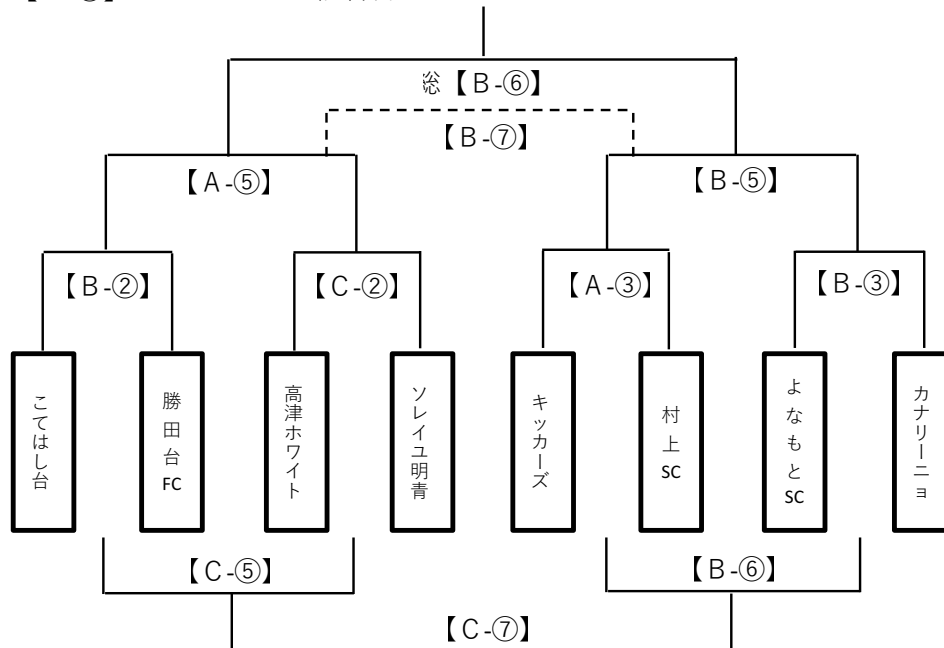 総【B-⑥】
【B-⑦】
【A-⑤】
【B-⑤】
【B-②】
【C-②】
【A-③】
【B-③】
こてはし台
勝田台FC
高津ホワイト
ソレイユ明青
キッカーズ
村上SC
よなもとSC
カナリーニョ
【C-⑤】
【B-⑥】
【C-⑦】